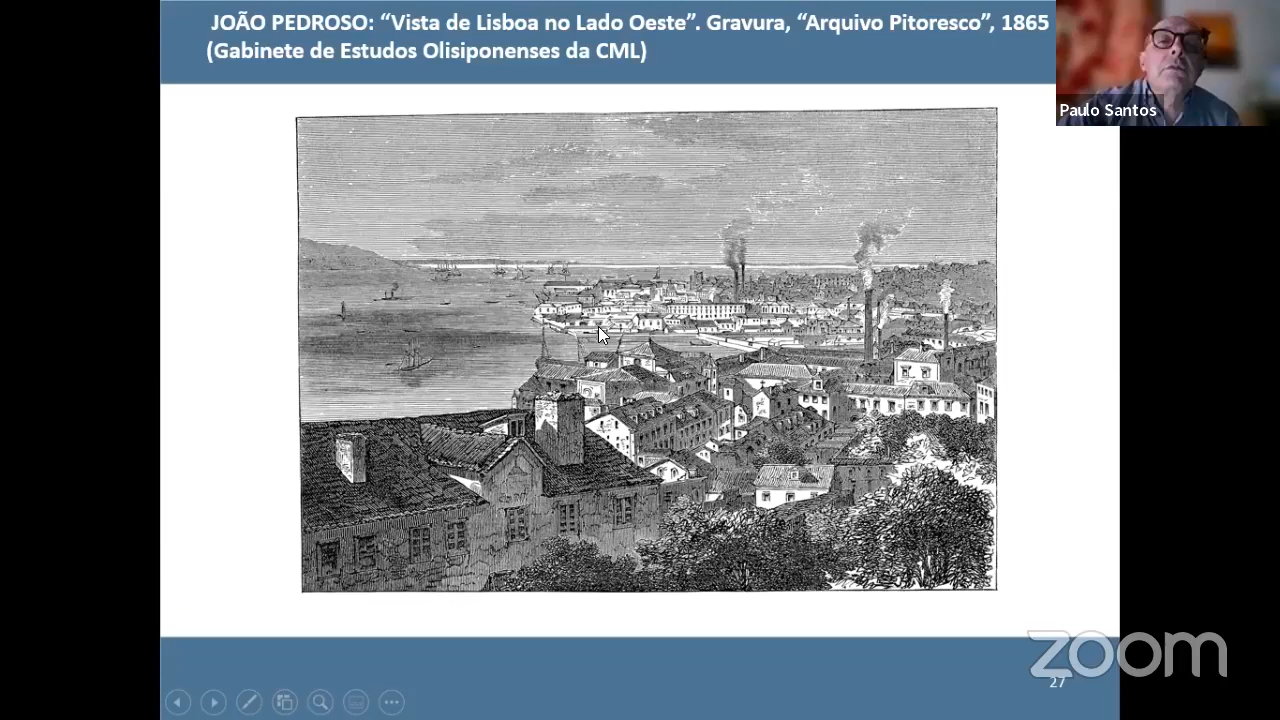 JOÃO PEDROSO: “Vista de Lisboa no Lado Oeste”. Gravura, “Arquivo Pitoresco”, 1865
(Gabinete de Estudos Olisiponenses da CML)
Paulo Santos
zoom
27